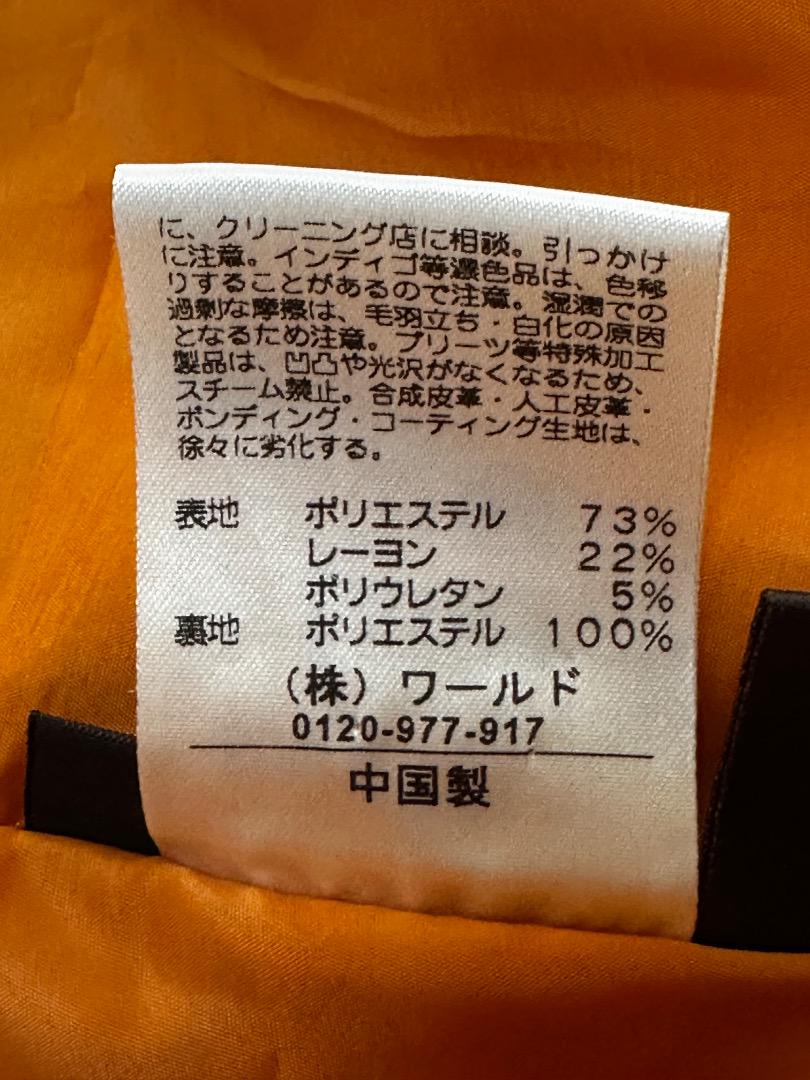 に、クリーニング店に相談。引っかけ
に注意。インディゴ等濃色品は、色移
りすることがあるので注意。湿潤での
過剰な摩擦は、毛羽立ち・白化の原因
となるため注意。プリーツ等特殊加工
製品は、凹凸や光沢がなくなるため、
スチーム禁止。合成皮革・人工皮革・
ボンディング・コーティング生地は、
徐々に劣化する。
表地 ポリエステル 73%
レーヨン 22%
ポリウレタン 5%
裏地 ポリエステル 100%
(株) ワールド
0120-977-917
中国製